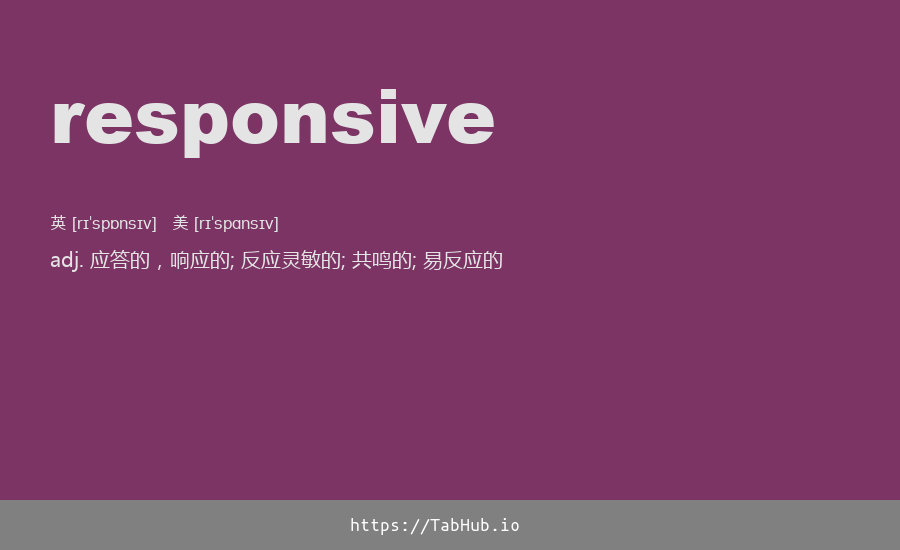 responsive
英 [rɪˈspɒnsɪv] 美 [rɪˈspɑnsɪv]
adj. 应答的，响应的; 反应灵敏的; 共鸣的; 易反应的
https://TabHub.io